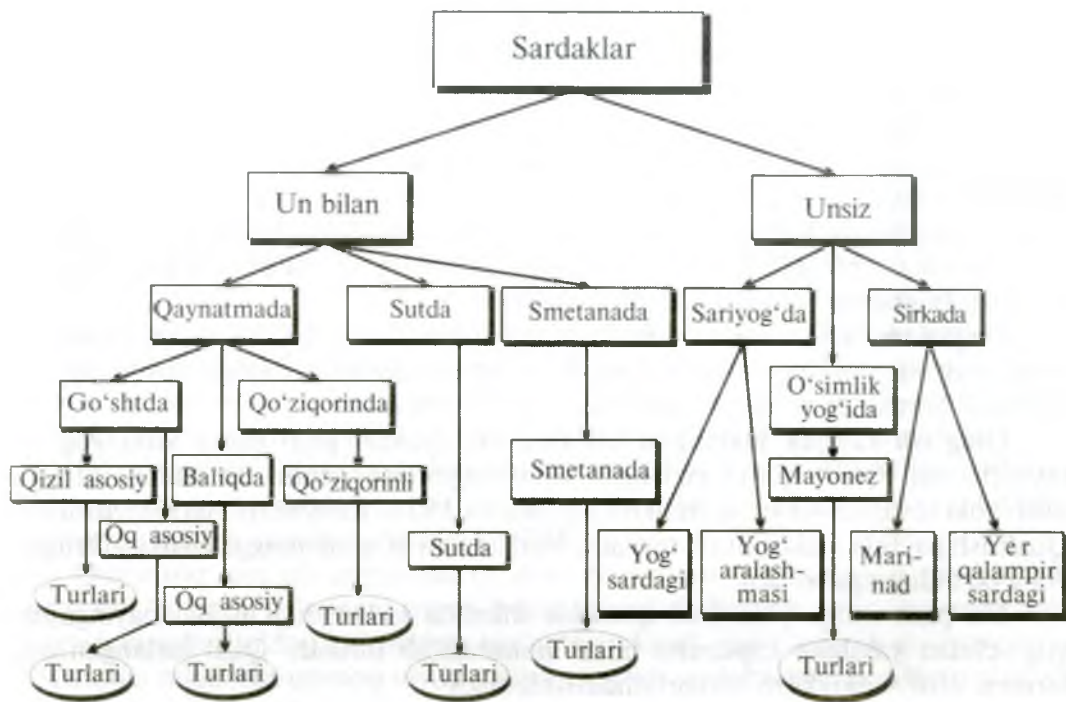 Sardaklar
Un bilan
Unsiz
Qaynatmada
Sutda
Smetanada
Sariyog‘da
Sirkada
Go‘shtda
Qo‘ziqorinda
O‘simlik
yog‘ida
Qizil asosiy
Baliqda
Qo‘ziqorinli
Smetanada
Mayonez
Oq asosiy
Sutda
Yog‘
sardagi
Yog‘
aralash-
masi
Mari-
nad
Yer
qalampir
sardagi
Turlari
Oq asosiy
Turlari
Turlari
Turlari
Turlari
Turlari
Turlari